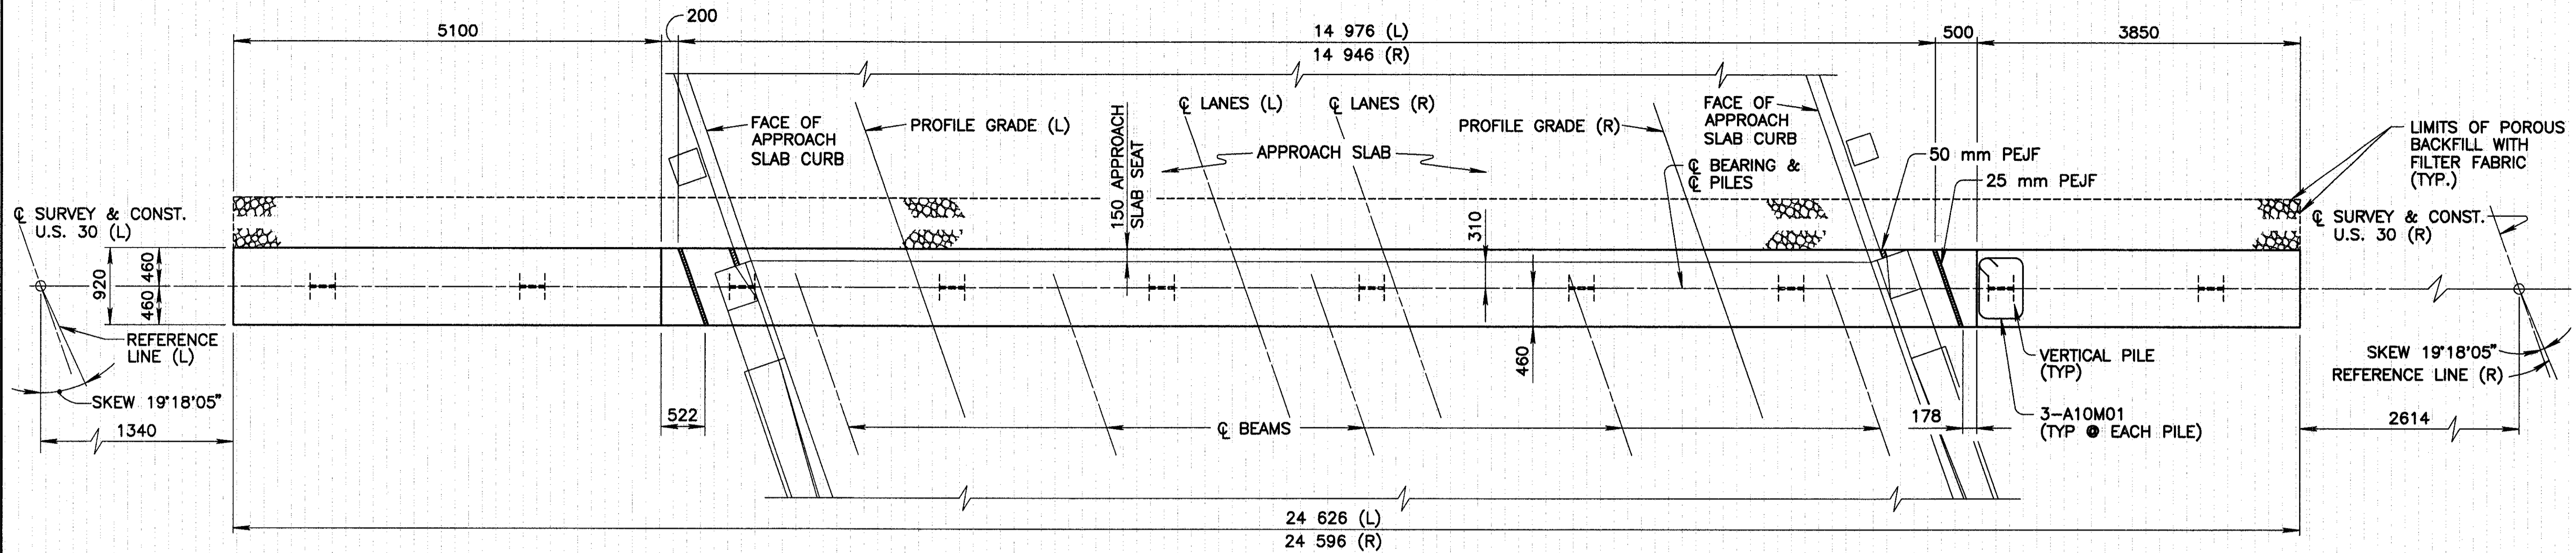 200
5100
14 976 (L)
14 946 (R)
500
3850
FACE OF
APPROACH
SLAB CURB
PROFILE GRADE (L)
150 APPROACH
SLAB SEAT
℄ LANES (L)
℄ LANES (R)
APPROACH SLAB
PROFILE GRADE (R)
FACE OF
APPROACH
SLAB CURB
℄ BEARING &
℄ PILES
50 mm PEJF
25 mm PEJF
LIMITS OF POROUS
BACKFILL WITH
FILTER FABRIC
(TYP.)
℄ SURVEY & CONST.
U.S. 30 (L)
℄ SURVEY & CONST.
U.S. 30 (R)
310
920
460
460
460
REFERENCE
LINE (L)
SKEW 19°18'05"
1340
522
℄ BEAMS
178
VERTICAL PILE
(TYP)
3-A10M01
(TYP @ EACH PILE)
SKEW 19°18'05"
REFERENCE LINE (R)
2614
24 626 (L)
24 596 (R)